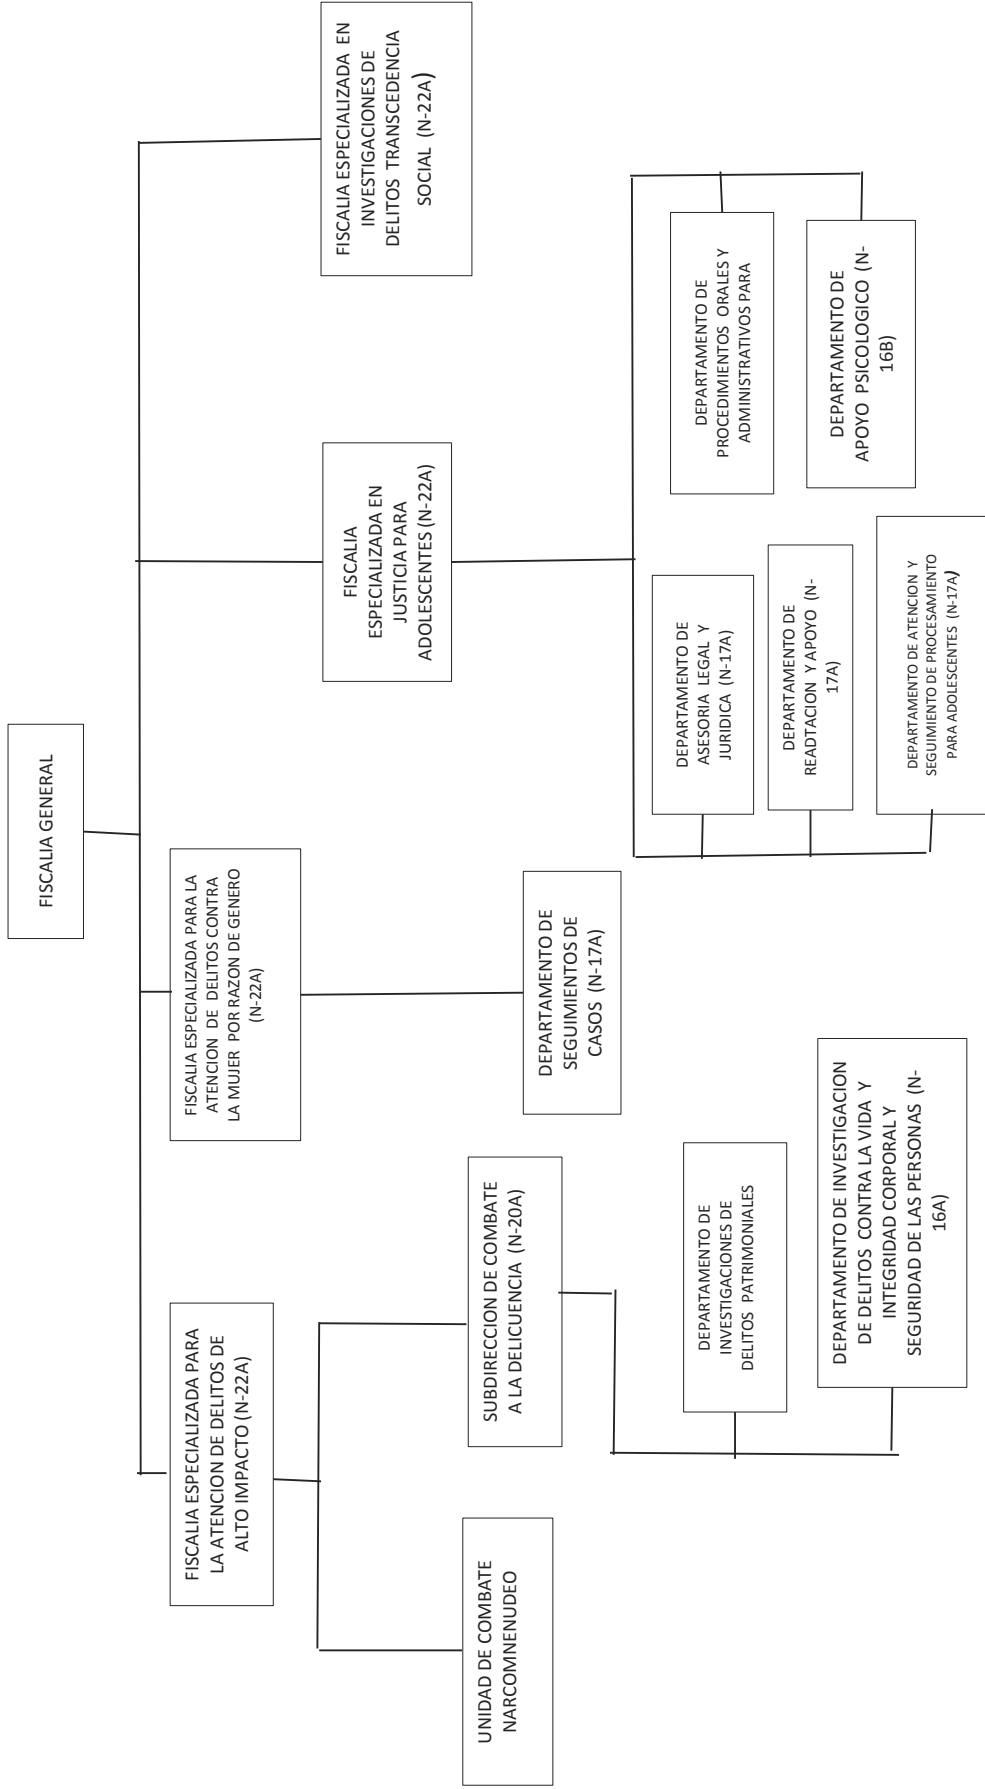 FISCALIA GENERAL
FISCALIA ESPECIALIZADA PARA
LA ATENCION DE DELITOS DE
ALTO IMPACTO (N-22A)
FISCALIA ESPECIALIZADA PARA LA
ATENCION DE DELITOS CONTRA
LA MUJER POR RAZON DE GENERO
(N-22A)
FISCALIA
ESPECIALIZADA EN
JUSTICIA PARA
ADOLESCENTES (N-22A)
FISCALIA ESPECIALIZADA EN
INVESTIGACIONES DE
DELITOS TRANSCEDENCIA
SOCIAL (N-22A)
UNIDAD DE COMBATE
NARCOMNENUDEO
SUBDIRECCION DE COMBATE
A LA DELICUENCIA (N-20A)
DEPARTAMENTO DE
SEGUIMIENTOS DE
CASOS (N-17A)
DEPARTAMENTO DE
INVESTIGACIONES DE
DELITOS PATRIMONIALES
DEPARTAMENTO DE INVESTIGACION
DE DELITOS CONTRA LA VIDA Y
INTEGRIDAD CORPORAL Y
SEGURIDAD DE LAS PERSONAS (N-
16A)
DEPARTAMENTO DE
ASESORIA LEGAL Y
JURIDICA (N-17A)
DEPARTAMENTO DE
READTACION Y APOYO (N-
17A)
DEPARTAMENTO DE ATENCION Y
SEGUIMIENTO DE PROCESAMIENTO
PARA ADOLESCENTES (N-17A)
DEPARTAMENTO DE
PROCEDIMIENTOS ORALES Y
ADMINISTRATIVOS PARA
DEPARTAMENTO DE
APOYO PSICOLOGICO (N-
16B)